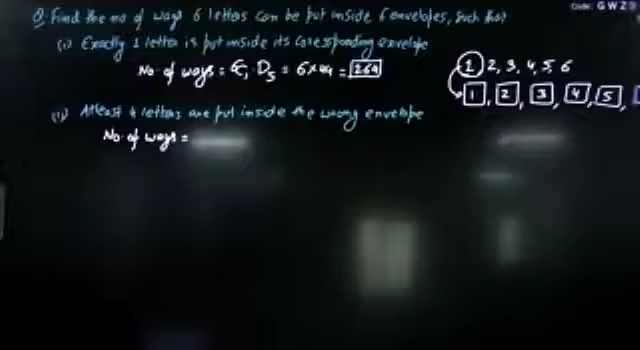 Code: G W Z
Q. Find the no of ways 6 letters can be put inside 6 envelopes, such that
(i) Exactly 1 letter is put inside its corresponding envelope
No of ways = ⁶C₁ D₅ = 6×44 = 264
① 2, 3, 4, 5, 6
1, 2, 3, 4, 5,
(ii) Atleast 4 letters are put inside the wrong envelope
No. of ways =